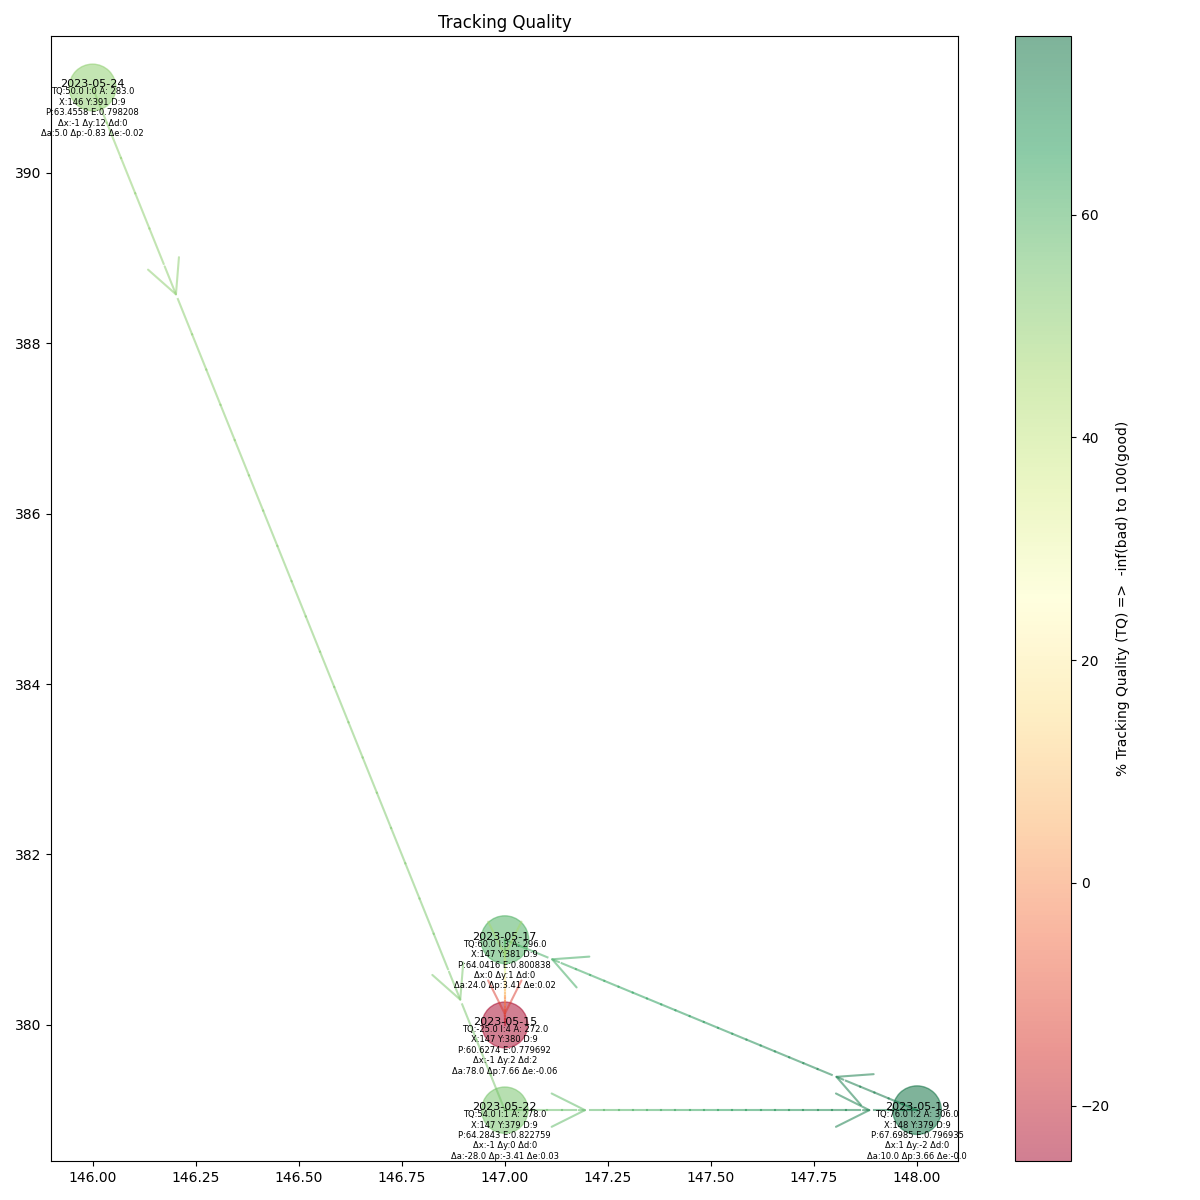 Tracking Quality
2023-05-24
TQ:50.0 I:0 A: 283.0
X:146 Y:391 D:9
P:63.4558 E:0.798208
Δx:-1 Δy:12 Δd:0
Δa:5.0 Δp:-0.83 Δe:-0.02
2023-05-17
TQ:60.0 I:3 A: 296.0
X:147 Y:381 D:9
P:64.0416 E:0.800838
Δx:0 Δy:1 Δd:0
Δa:24.0 Δp:3.41 Δe:0.02
2023-05-15
TQ:-25.0 I:4 A: 272.0
X:147 Y:380 D:9
P:60.6274 E:0.779692
Δx:-1 Δy:2 Δd:2
Δa:78.0 Δp:7.66 Δe:-0.06
2023-05-22
TQ:54.0 I:1 A: 278.0
X:147 Y:379 D:9
P:64.2843 E:0.822759
Δx:-1 Δy:0 Δd:0
Δa:-28.0 Δp:-3.41 Δe:0.03
2023-05-19
TQ:76.0 I:2 A: 306.0
X:148 Y:379 D:9
P:67.6985 E:0.796935
Δx:1 Δy:-2 Δd:0
Δa:10.0 Δp:3.66 Δe:-0.0
390
388
386
384
382
380
146.00 146.25 146.50 146.75 147.00 147.25 147.50 147.75 148.00
60
40
20
0
−20
% Tracking Quality (TQ) => -inf(bad) to 100(good)